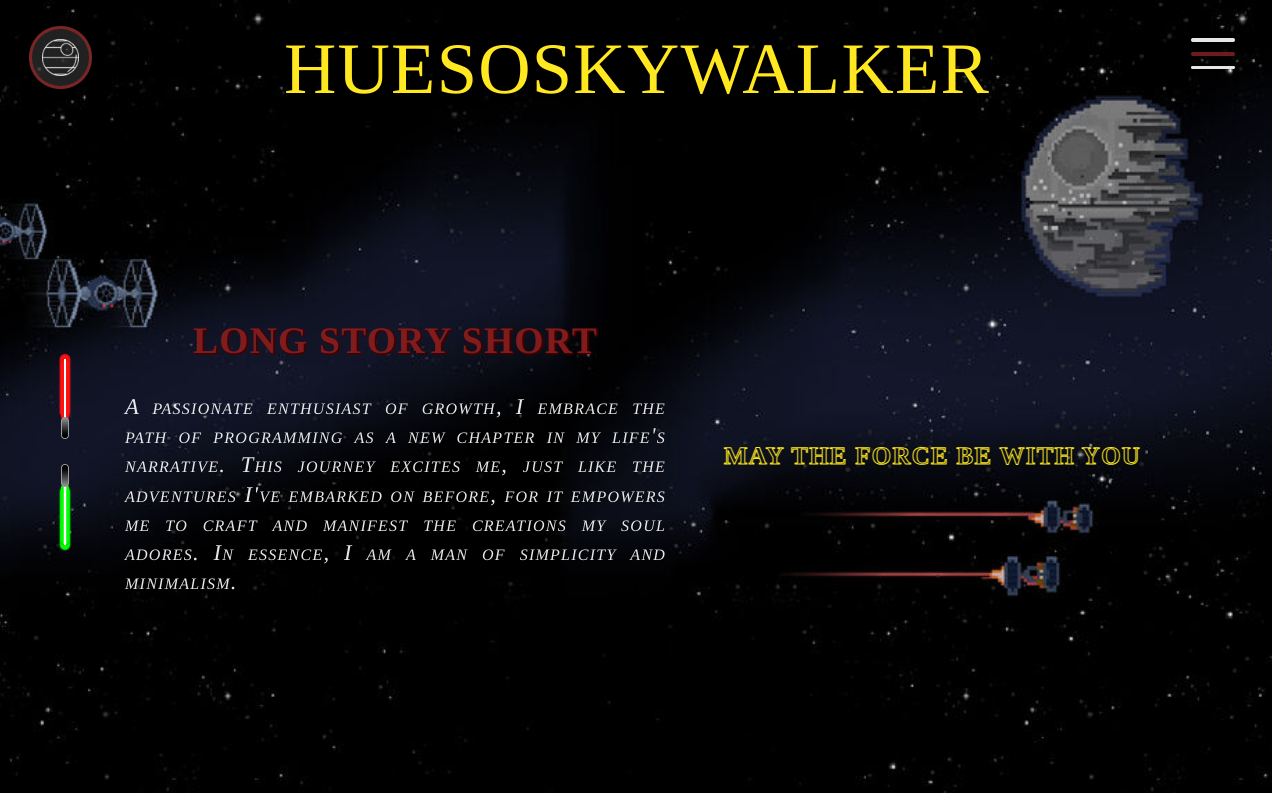 HUESOSKYWALKER
LONG STORY SHORT
A passionate enthusiast of growth, I embrace the
path of programming as a new chapter in my life's
narrative. This journey excites me, just like the
adventures I've embarked on before, for it empowers
me to craft and manifest the creations my soul
adores. In essence, I am a man of simplicity and
minimalism.
MAY THE FORCE BE WITH YOU